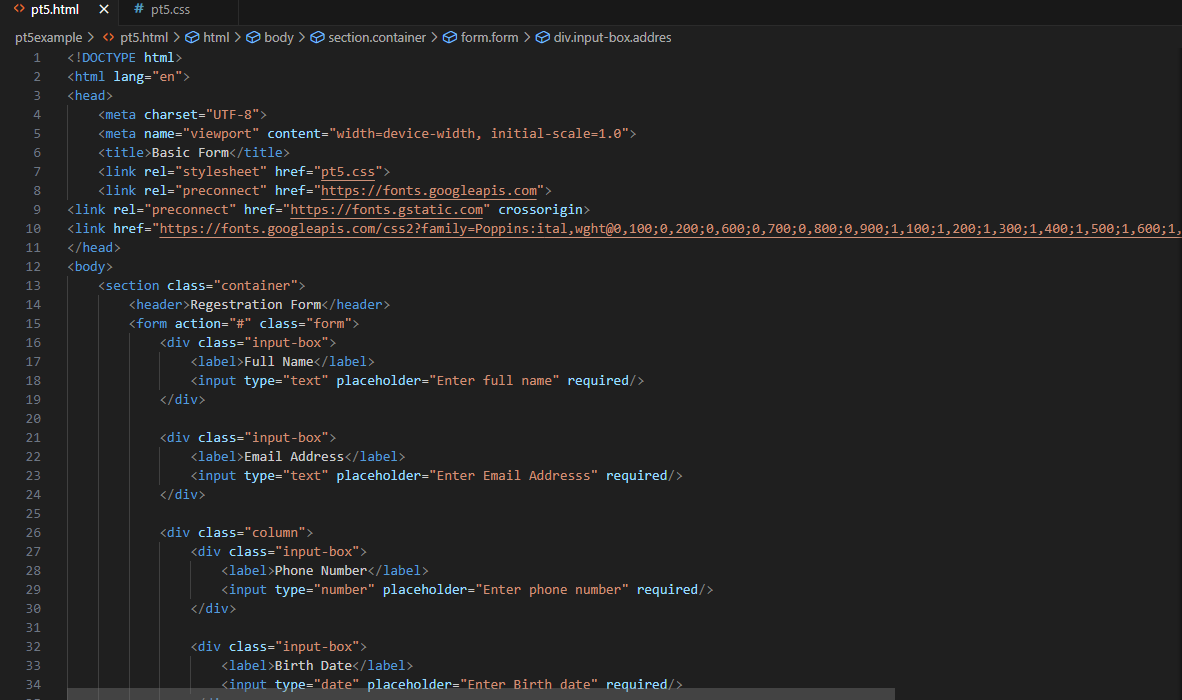 pt5.html
pt5.css
pt5example > pt5.html > html > body > section.container > form.form > div.input-box.addres
1 <!DOCTYPE html>
2 <html lang="en">
3 <head>
4 <meta charset="UTF-8">
5 <meta name="viewport" content="width=device-width, initial-scale=1.0">
6 <title>Basic Form</title>
7 <link rel="stylesheet" href="pt5.css">
8 <link rel="preconnect" href="https://fonts.googleapis.com">
9 <link rel="preconnect" href="https://fonts.gstatic.com" crossorigin>
10 <link href="https://fonts.googleapis.com/css2?family=Poppins:ital,wght@0,100;0,200;0,600;0,700;0,800;0,900;1,100;1,200;1,300;1,400;1,500;1,600;1,
11 </head>
12 <body>
13 <section class="container">
14 <header>Regestration Form</header>
15 <form action="#" class="form">
16 <div class="input-box">
17 <label>Full Name</label>
18 <input type="text" placeholder="Enter full name" required/>
19 </div>
20
21 <div class="input-box">
22 <label>Email Address</label>
23 <input type="text" placeholder="Enter Email Addresss" required/>
24 </div>
25
26 <div class="column">
27 <div class="input-box">
28 <label>Phone Number</label>
29 <input type="number" placeholder="Enter phone number" required/>
30 </div>
31
32 <div class="input-box">
33 <label>Birth Date</label>
34 <input type="date" placeholder="Enter Birth date" required/>